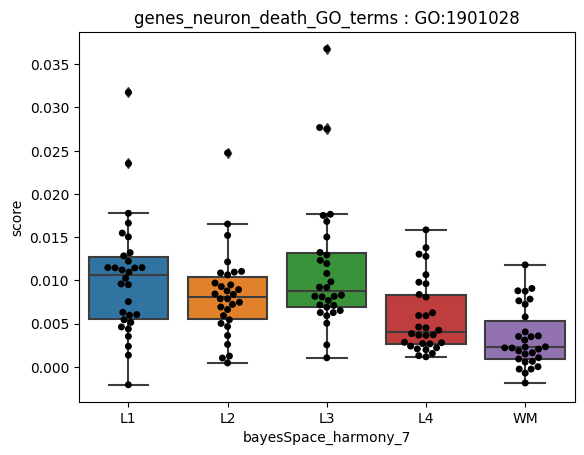 genes_neuron_death_GO_terms : GO:1901028
score
0.035
0.030
0.025
0.020
0.015
0.010
0.005
0.000
L1 L2 L3 L4 WM
bayesSpace_harmony_7